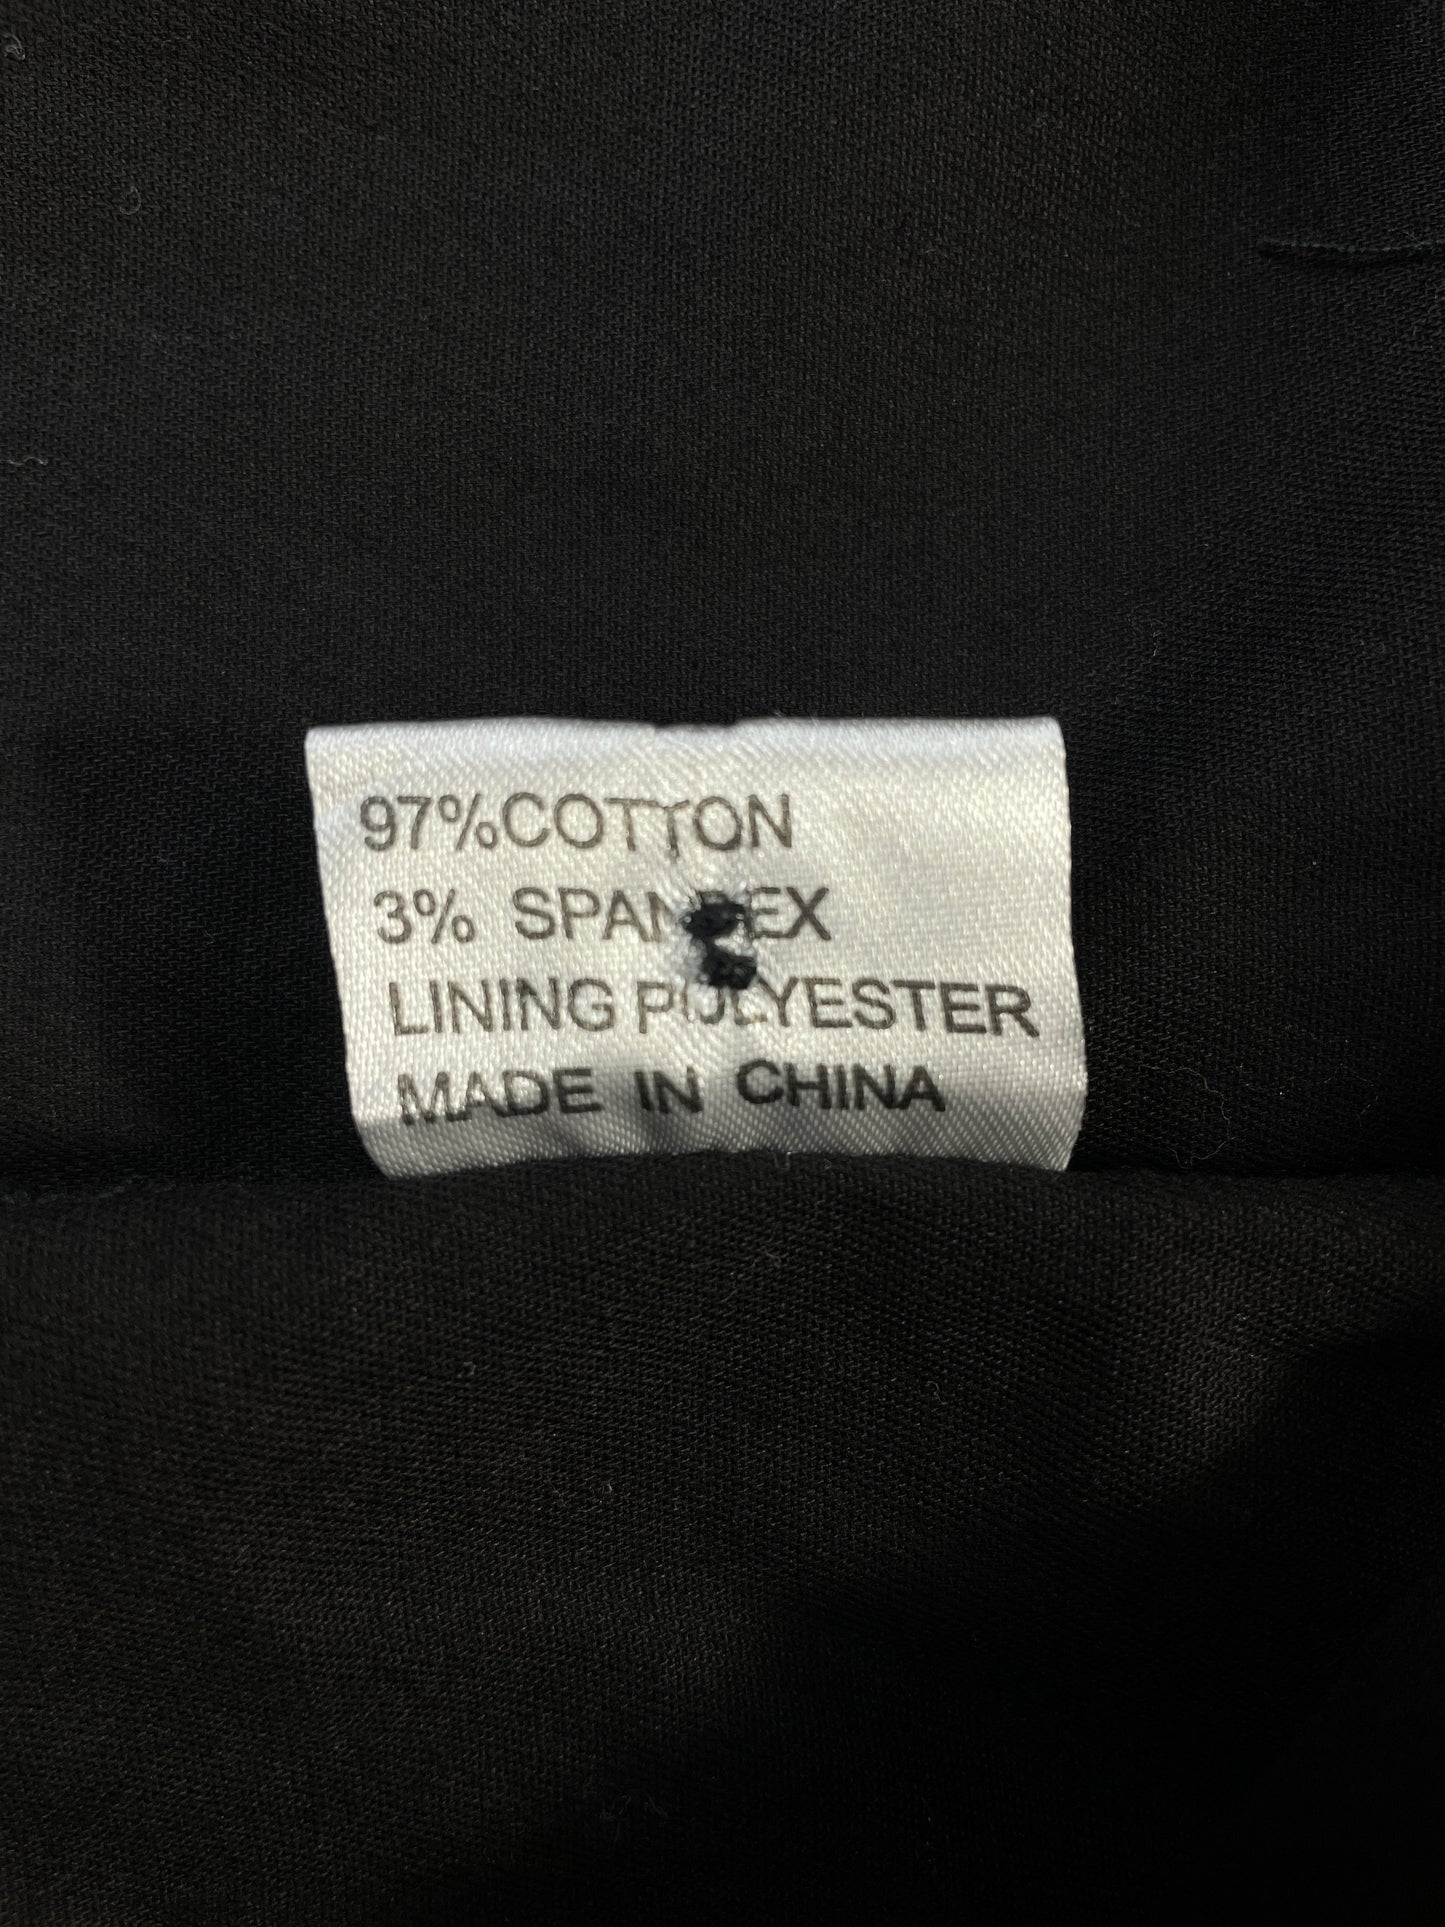 97%COTTON
3% SPANDEX
LINING POLYESTER
MADE IN CHINA